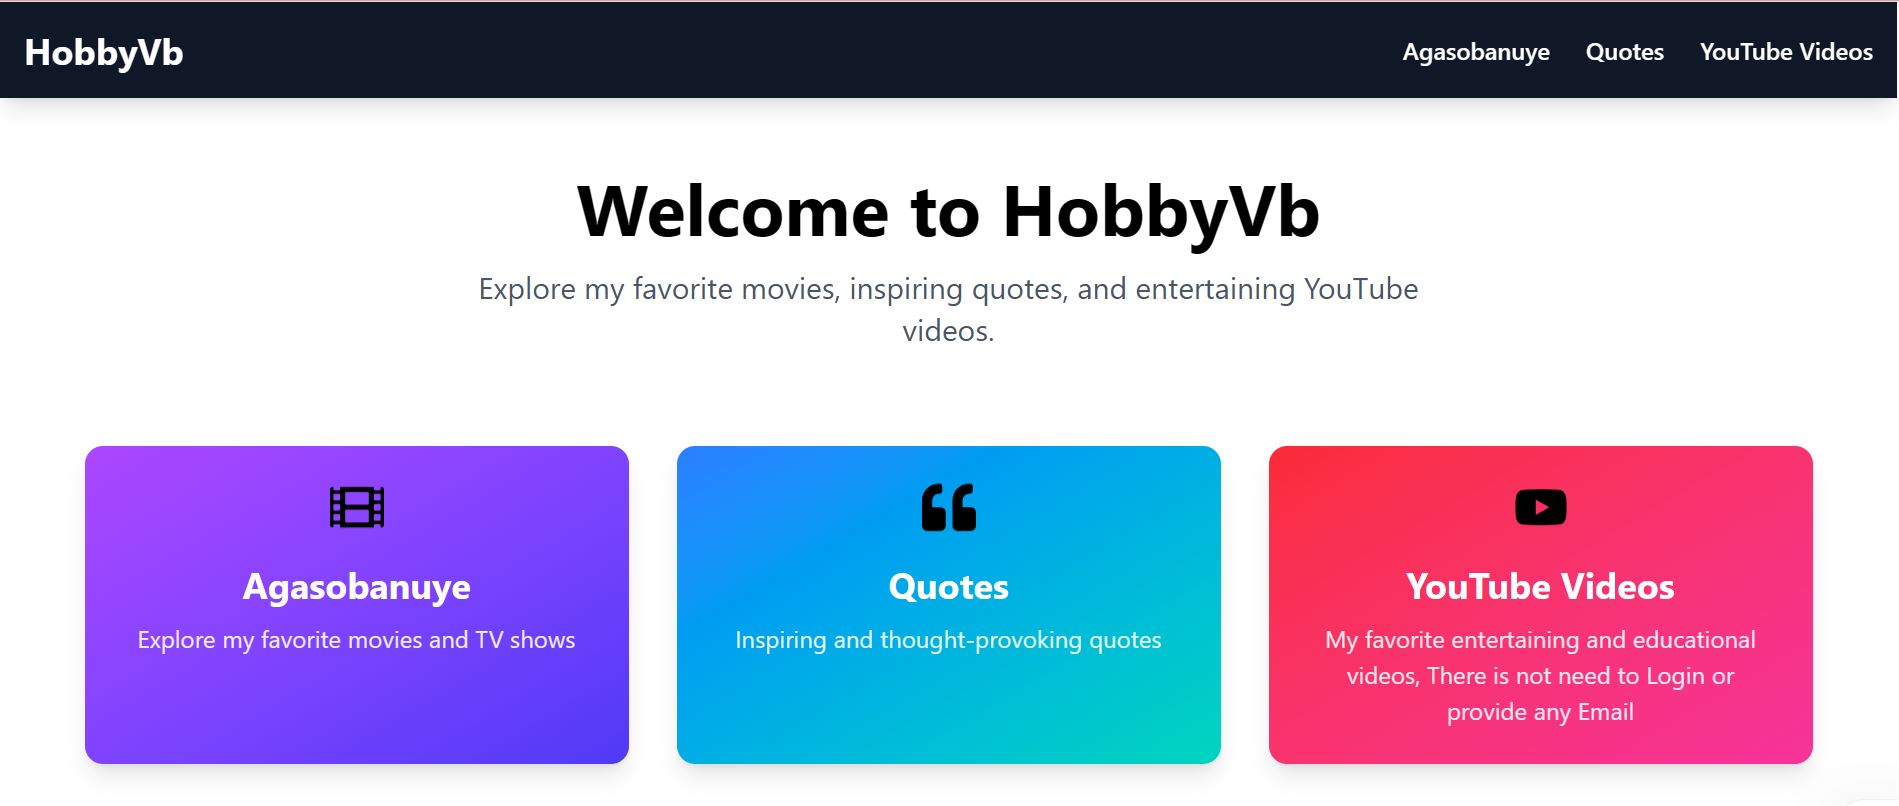 HobbyVb
Agasobanuye Quotes YouTube Videos
Welcome to HobbyVb
Explore my favorite movies, inspiring quotes, and entertaining YouTube
videos.
Agasobanuye
Explore my favorite movies and TV shows
Quotes
Inspiring and thought-provoking quotes
YouTube Videos
My favorite entertaining and educational
videos, There is not need to Login or
provide any Email